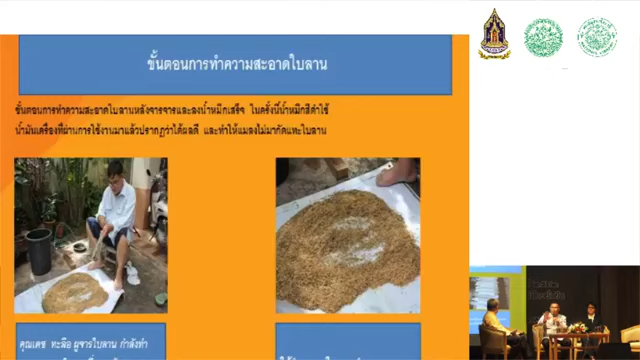 ขั้นตอนการทำความสะอาดใบลาน
ขั้นตอนการทำความสะอาดใบลานหลังจารจารและลงน้ำหมึกเสร็จ ในครั้งนี้น้ำหมึกสีดำใช้
น้ำมันเครื่องที่ผ่านการใช้งานมาแล้วปรากฏว่าได้ผลดี และทำให้แมลงไม่มากัดแทะใบลาน
คุณเดช ทะลือ ผู้จารใบลาน กำลังทำ